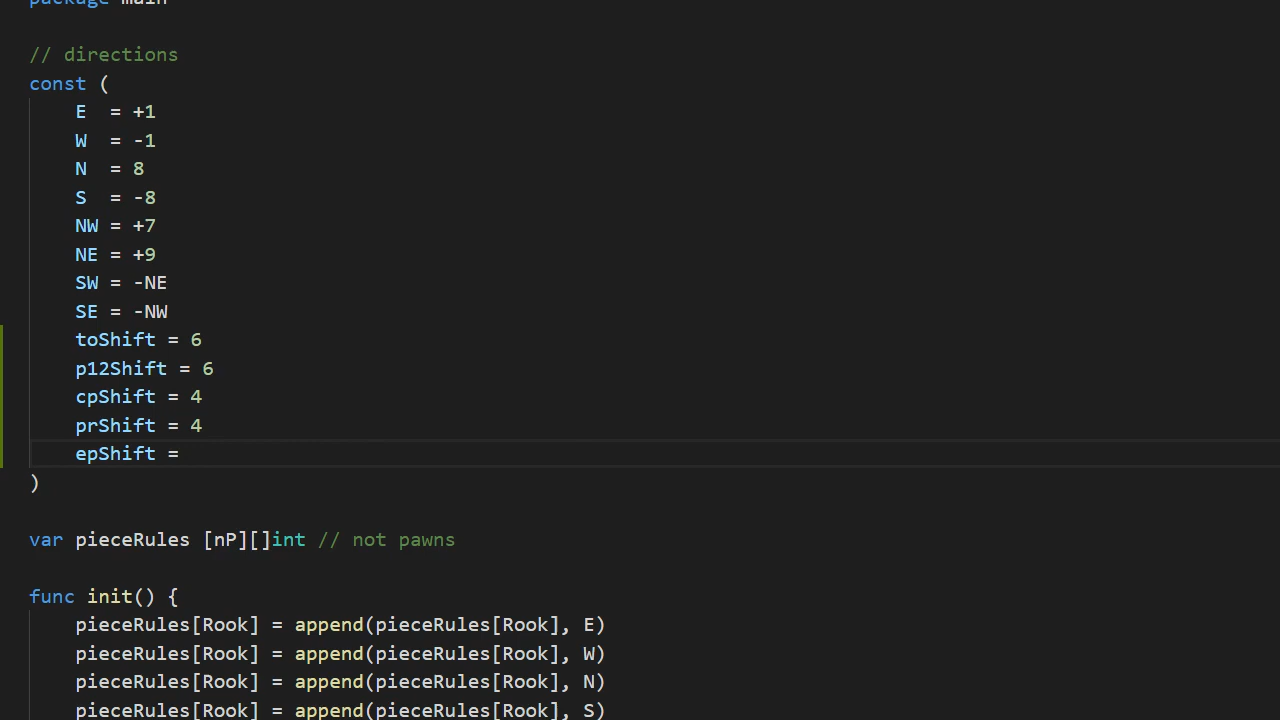 package main
// directions
const (
E = +1
W = -1
N = 8
S = -8
NW = +7
NE = +9
SW = -NE
SE = -NW
toShift = 6
p12Shift = 6
cpShift = 4
prShift = 4
epShift =
)
var pieceRules [nP][]int // not pawns
func init() {
pieceRules[Rook] = append(pieceRules[Rook], E)
pieceRules[Rook] = append(pieceRules[Rook], W)
pieceRules[Rook] = append(pieceRules[Rook], N)
pieceRules[Rook] = append(pieceRules[Rook], S)